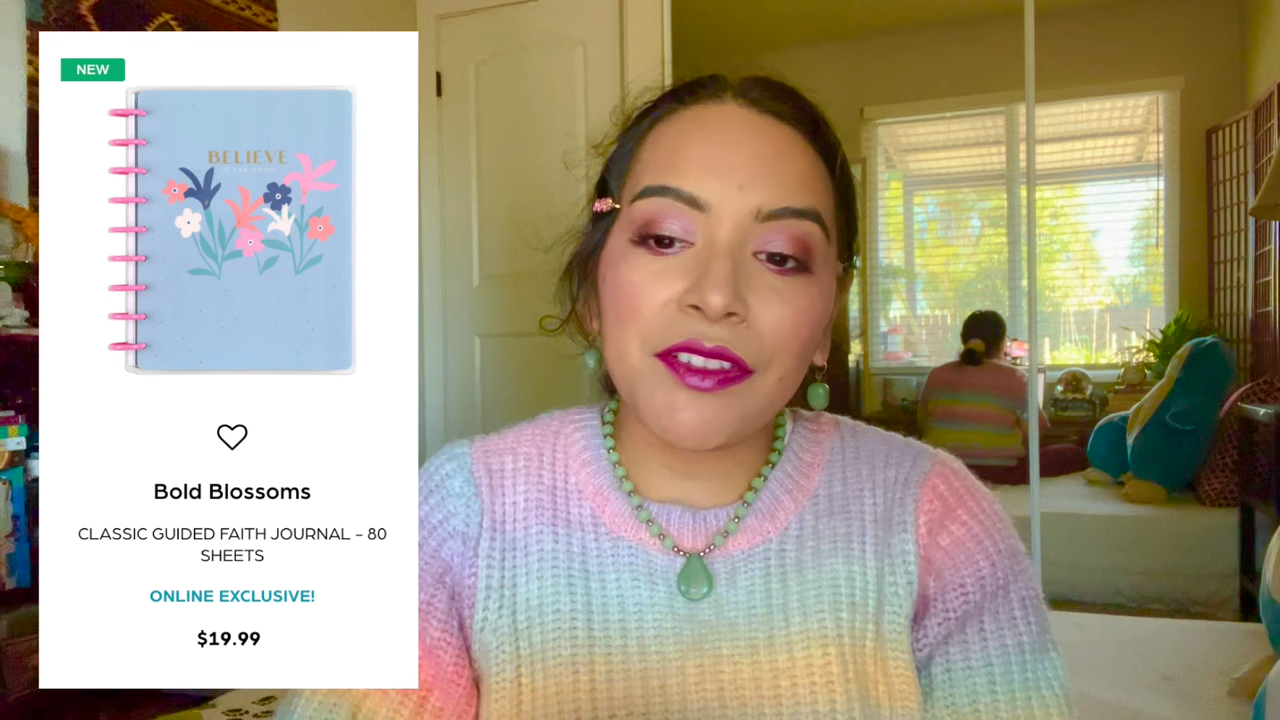 NEW
BELIEVE
Bold Blossoms
CLASSIC GUIDED FAITH JOURNAL – 80
SHEETS
ONLINE EXCLUSIVE!
$19.99